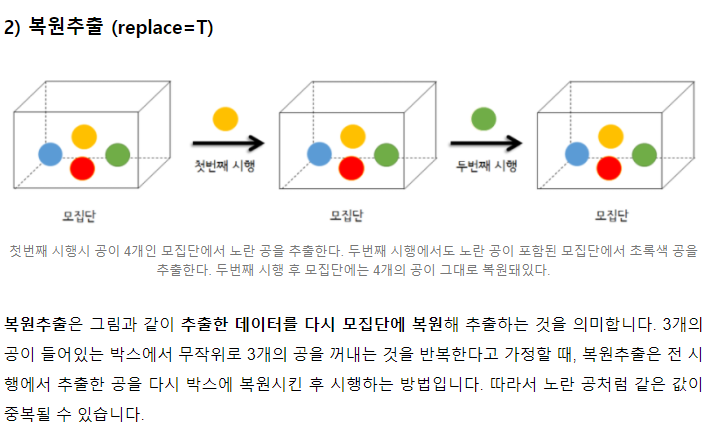 2) 복원추출 (replace=T)
첫번째 시행
두번째 시행
모집단
모집단
모집단
첫번째 시행시 공이 4개인 모집단에서 노란 공을 추출한다. 두번째 시행에서도 노란 공이 포함된 모집단에서 초록색 공을
추출한다. 두번째 시행 후 모집단에는 4개의 공이 그대로 복원돼있다.
복원추출은 그림과 같이 추출한 데이터를 다시 모집단에 복원해 추출하는 것을 의미합니다. 3개의
공이 들어있는 박스에서 무작위로 3개의 공을 꺼내는 것을 반복한다고 가정할 때, 복원추출은 전 시
행에서 추출한 공을 다시 박스에 복원시킨 후 시행하는 방법입니다. 따라서 노란 공처럼 같은 값이
중복될 수 있습니다.